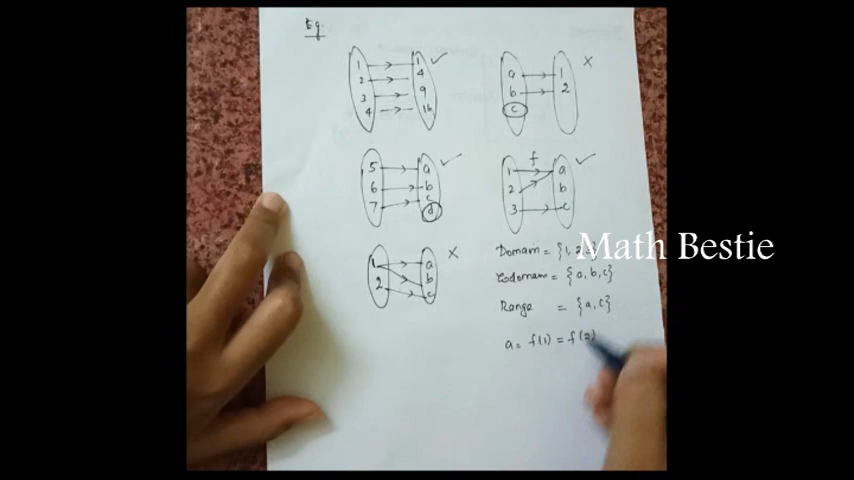 Eg.
1 1
2 4
3 9
4 16
a 1
b 2
c
5 a
6 b
7 c
d
f
1 a
2 b
3 c
1 a
2 b
c
Domain = {1, 2,
Codomain = {a, b, c}
Range = {a, c}
a = f(1) = f(2)
Math Bestie